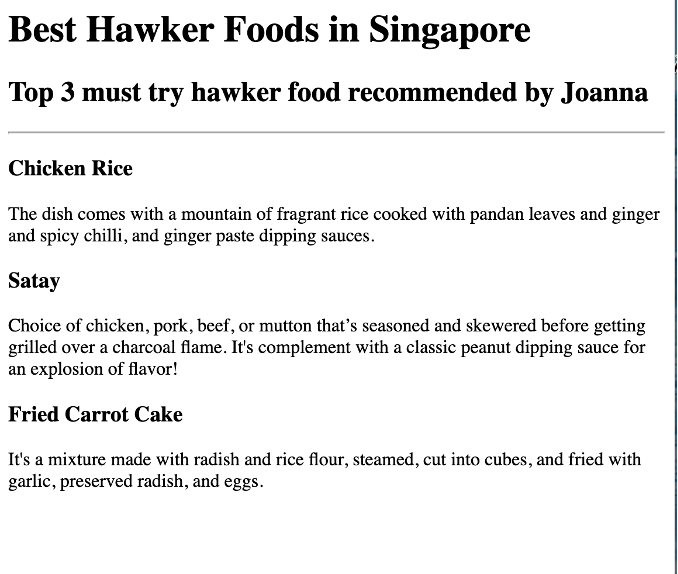 Best Hawker Foods in Singapore
Top 3 must try hawker food recommended by Joanna
Chicken Rice
The dish comes with a mountain of fragrant rice cooked with pandan leaves and ginger
and spicy chilli, and ginger paste dipping sauces.
Satay
Choice of chicken, pork, beef, or mutton that’s seasoned and skewered before getting
grilled over a charcoal flame. It's complement with a classic peanut dipping sauce for
an explosion of flavor!
Fried Carrot Cake
It's a mixture made with radish and rice flour, steamed, cut into cubes, and fried with
garlic, preserved radish, and eggs.